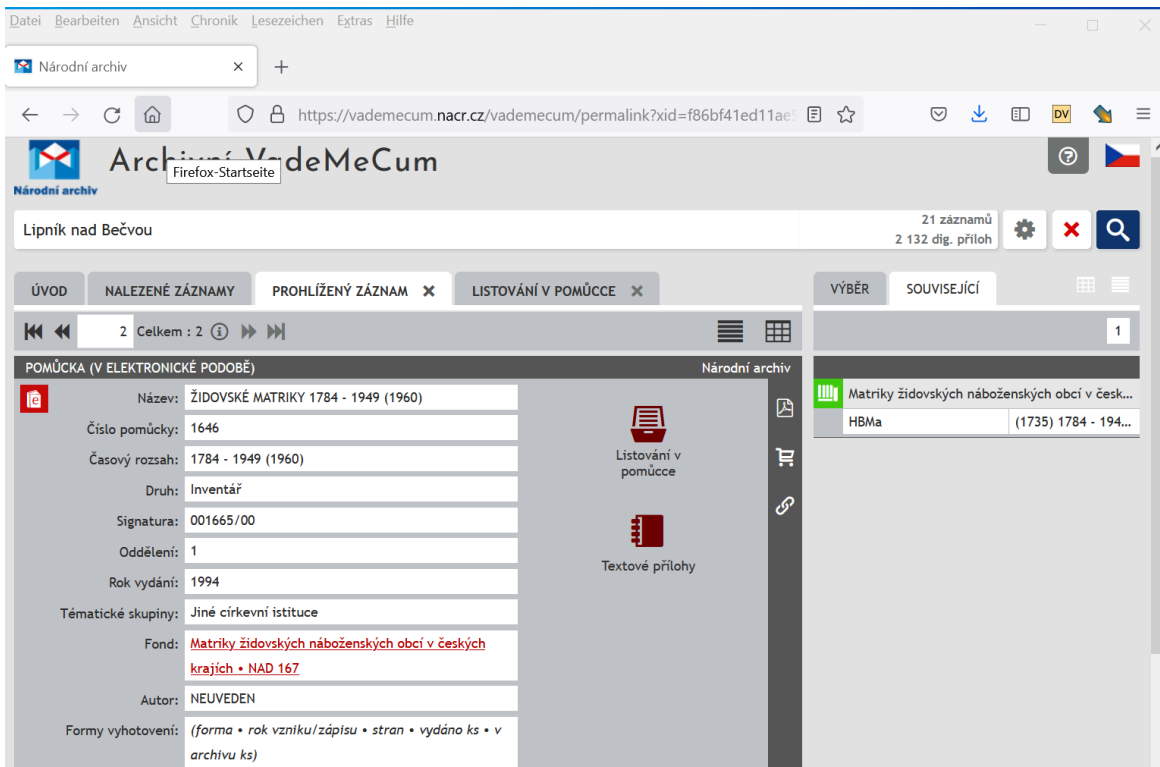 Datei Bearbeiten Ansicht Chronik Lesezeichen Extras Hilfe
Národní archiv
https://vademecum.nacr.cz/vademecum/permalink?xid=f86bf41ed11ae
DV
Národní archiv
Archivní VadeMeCum
Firefox-Startseite
Lipník nad Bečvou
21 záznamů
2 132 dig. příloh
ÚVOD NALEZENÉ ZÁZNAMY PROHLÍŽENÝ ZÁZNAM LISTOVÁNÍ V POMŮCCE
VÝBĚR SOUVISEJÍCÍ
2 Celkem : 2
1
POMŮCKA (V ELEKTRONICKÉ PODOBĚ) Národní archiv
Název: ŽIDOVSKÉ MATRIKY 1784 - 1949 (1960)
Číslo pomůcky: 1646
Časový rozsah: 1784 - 1949 (1960)
Druh: Inventář
Signatura: 001665/00
Oddělení: 1
Rok vydání: 1994
Tématické skupiny: Jiné církevní istituce
Fond: Matriky židovských náboženských obcí v českých
krajích • NAD 167
Autor: NEUVEDEN
Formy vyhotovení: (forma • rok vzniku/zápisu • stran • vydáno ks • v
archivu ks)
Listování v
pomůcce
Textové přílohy
Matriky židovských náboženských obcí v česk...
HBMa (1735) 1784 - 194...